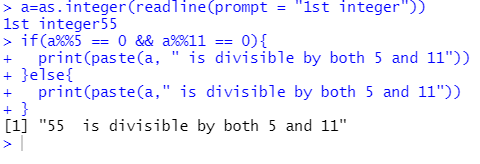 > a=as.integer(readline(prompt = "1st integer"))
1st integer55
> if(a%%5 == 0 && a%%11 == 0){
+   print(paste(a, " is divisible by both 5 and 11"))
+ }else{
+   print(paste(a," is divisible by both 5 and 11"))
+ }
[1] "55  is divisible by both 5 and 11"
>